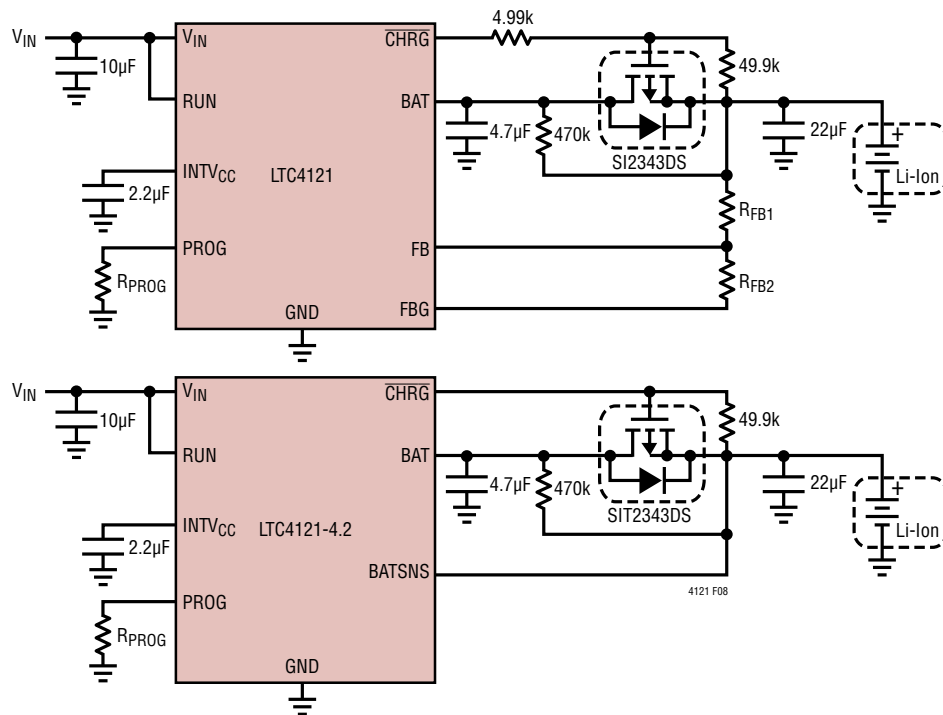 4.99k
V_IN
V_IN
CHRG
10µF
49.9k
RUN
BAT
4.7µF
470k
22µF
+
SI2343DS
Li-Ion
INTV_CC
LTC4121
2.2µF
R_FB1
PROG
FB
R_PROG
R_FB2
GND
FBG
V_IN
V_IN
CHRG
10µF
49.9k
RUN
BAT
4.7µF
470k
22µF
+
SIT2343DS
Li-Ion
INTV_CC
LTC4121-4.2
2.2µF
BATSNS
4121 F08
PROG
R_PROG
GND